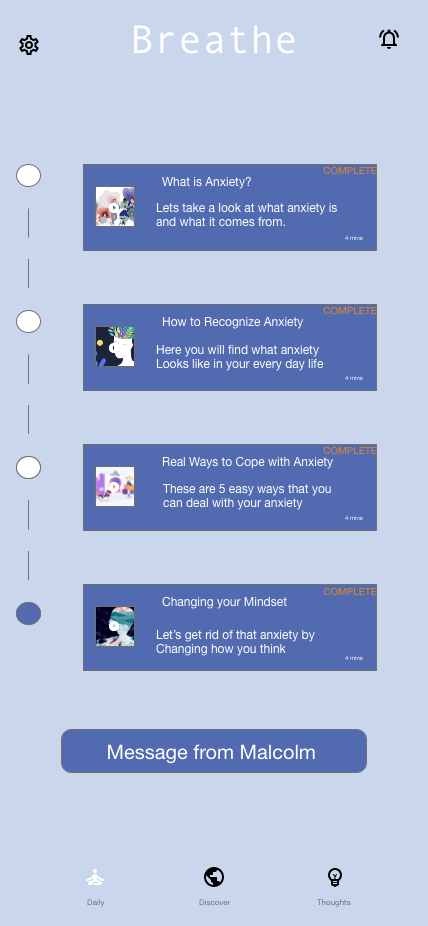 Breathe
COMPLETE
What is Anxiety?
Lets take a look at what anxiety is
and what it comes from.
4 mins
COMPLETE
How to Recognize Anxiety
Here you will find what anxiety
Looks like in your every day life
4 mins
COMPLETE
Real Ways to Cope with Anxiety
These are 5 easy ways that you
can deal with your anxiety
4 mins
COMPLETE
Changing your Mindset
Let's get rid of that anxiety by
Changing how you think
4 mins
Message from Malcolm
Daily Discover Thoughts